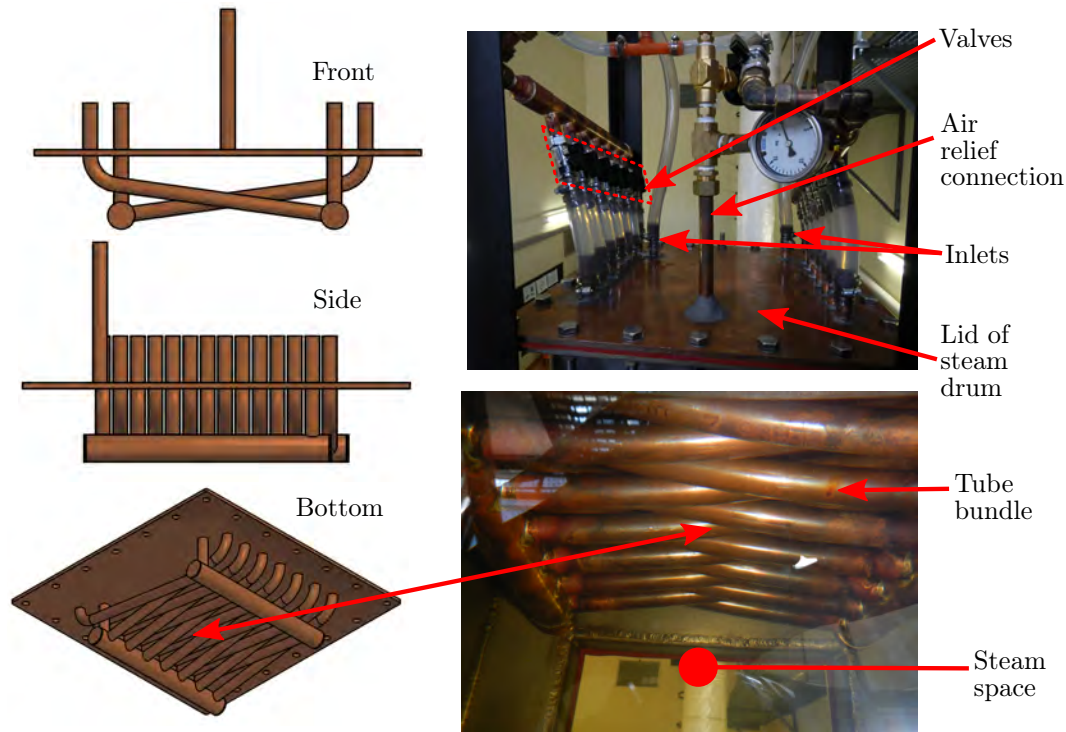 Front
Side
Bottom
Valves
Air
relief
connection
Inlets
Lid of
steam
drum
Tube
bundle
Steam
space